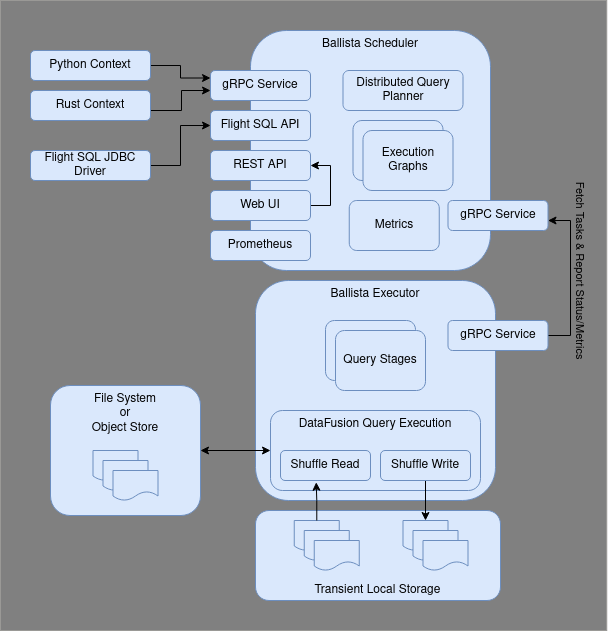 Ballista Scheduler
Python Context
Rust Context
Flight SQL JDBC
Driver
gRPC Service
Flight SQL API
REST API
Web UI
Prometheus
Distributed Query
Planner
Execution
Graphs
Metrics
gRPC Service
Fetch Tasks & Report Status/Metrics
Ballista Executor
gRPC Service
Query Stages
File System
or
Object Store
DataFusion Query Execution
Shuffle Read
Shuffle Write
Transient Local Storage